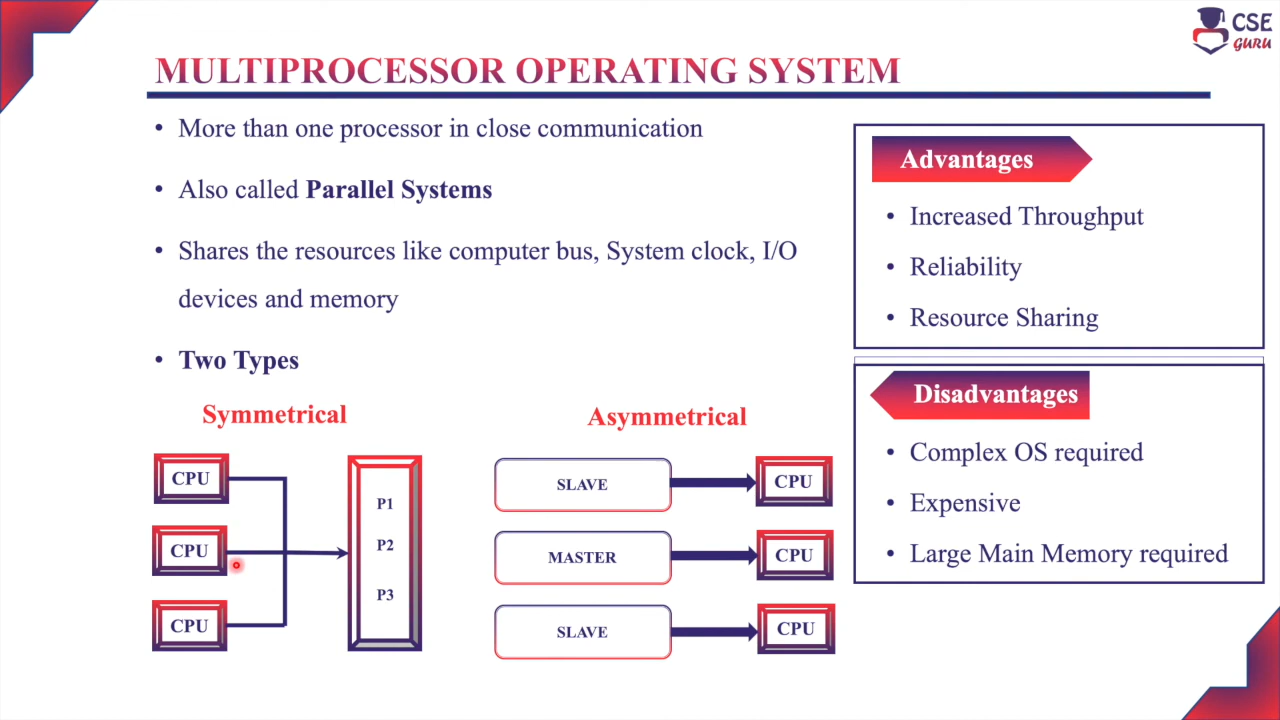 CSE
GURU
MULTIPROCESSOR OPERATING SYSTEM
• More than one processor in close communication
• Also called Parallel Systems
• Shares the resources like computer bus, System clock, I/O
devices and memory
• Two Types
Symmetrical
CPU
CPU
CPU
P1
P2
P3
Asymmetrical
SLAVE
CPU
MASTER
CPU
SLAVE
CPU
Advantages
• Increased Throughput
• Reliability
• Resource Sharing
Disadvantages
• Complex OS required
• Expensive
• Large Main Memory required